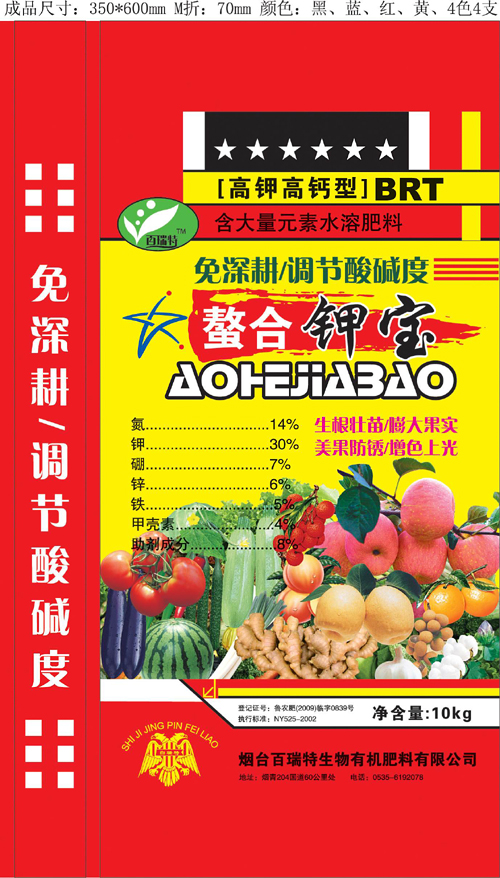 成品尺寸：350*600mm M折：70mm 颜色：黑、蓝、红、黄、4色4支
[高钾高钙型]BRT
百瑞特TM
含大量元素水溶肥料
免深耕/调节酸碱度
螯合钾宝
AOHEJIABAO
氮..............................14%
钾..............................30%
硼..............................7%
锌..............................6%
铁..............................5%
甲壳素........................4%
助剂成分.....................8%
生根壮苗/膨大果实
美果防锈/增色上光
免深耕/调节酸碱度
登记证号：鲁农肥(2009)临字0839号
执行标准：NY525-2002
净含量:10kg
SHI JI JING PIN FEI LIAO
烟台百瑞特生物有机肥料有限公司
地址：烟青204国道60公里处 电话：0535-6192078